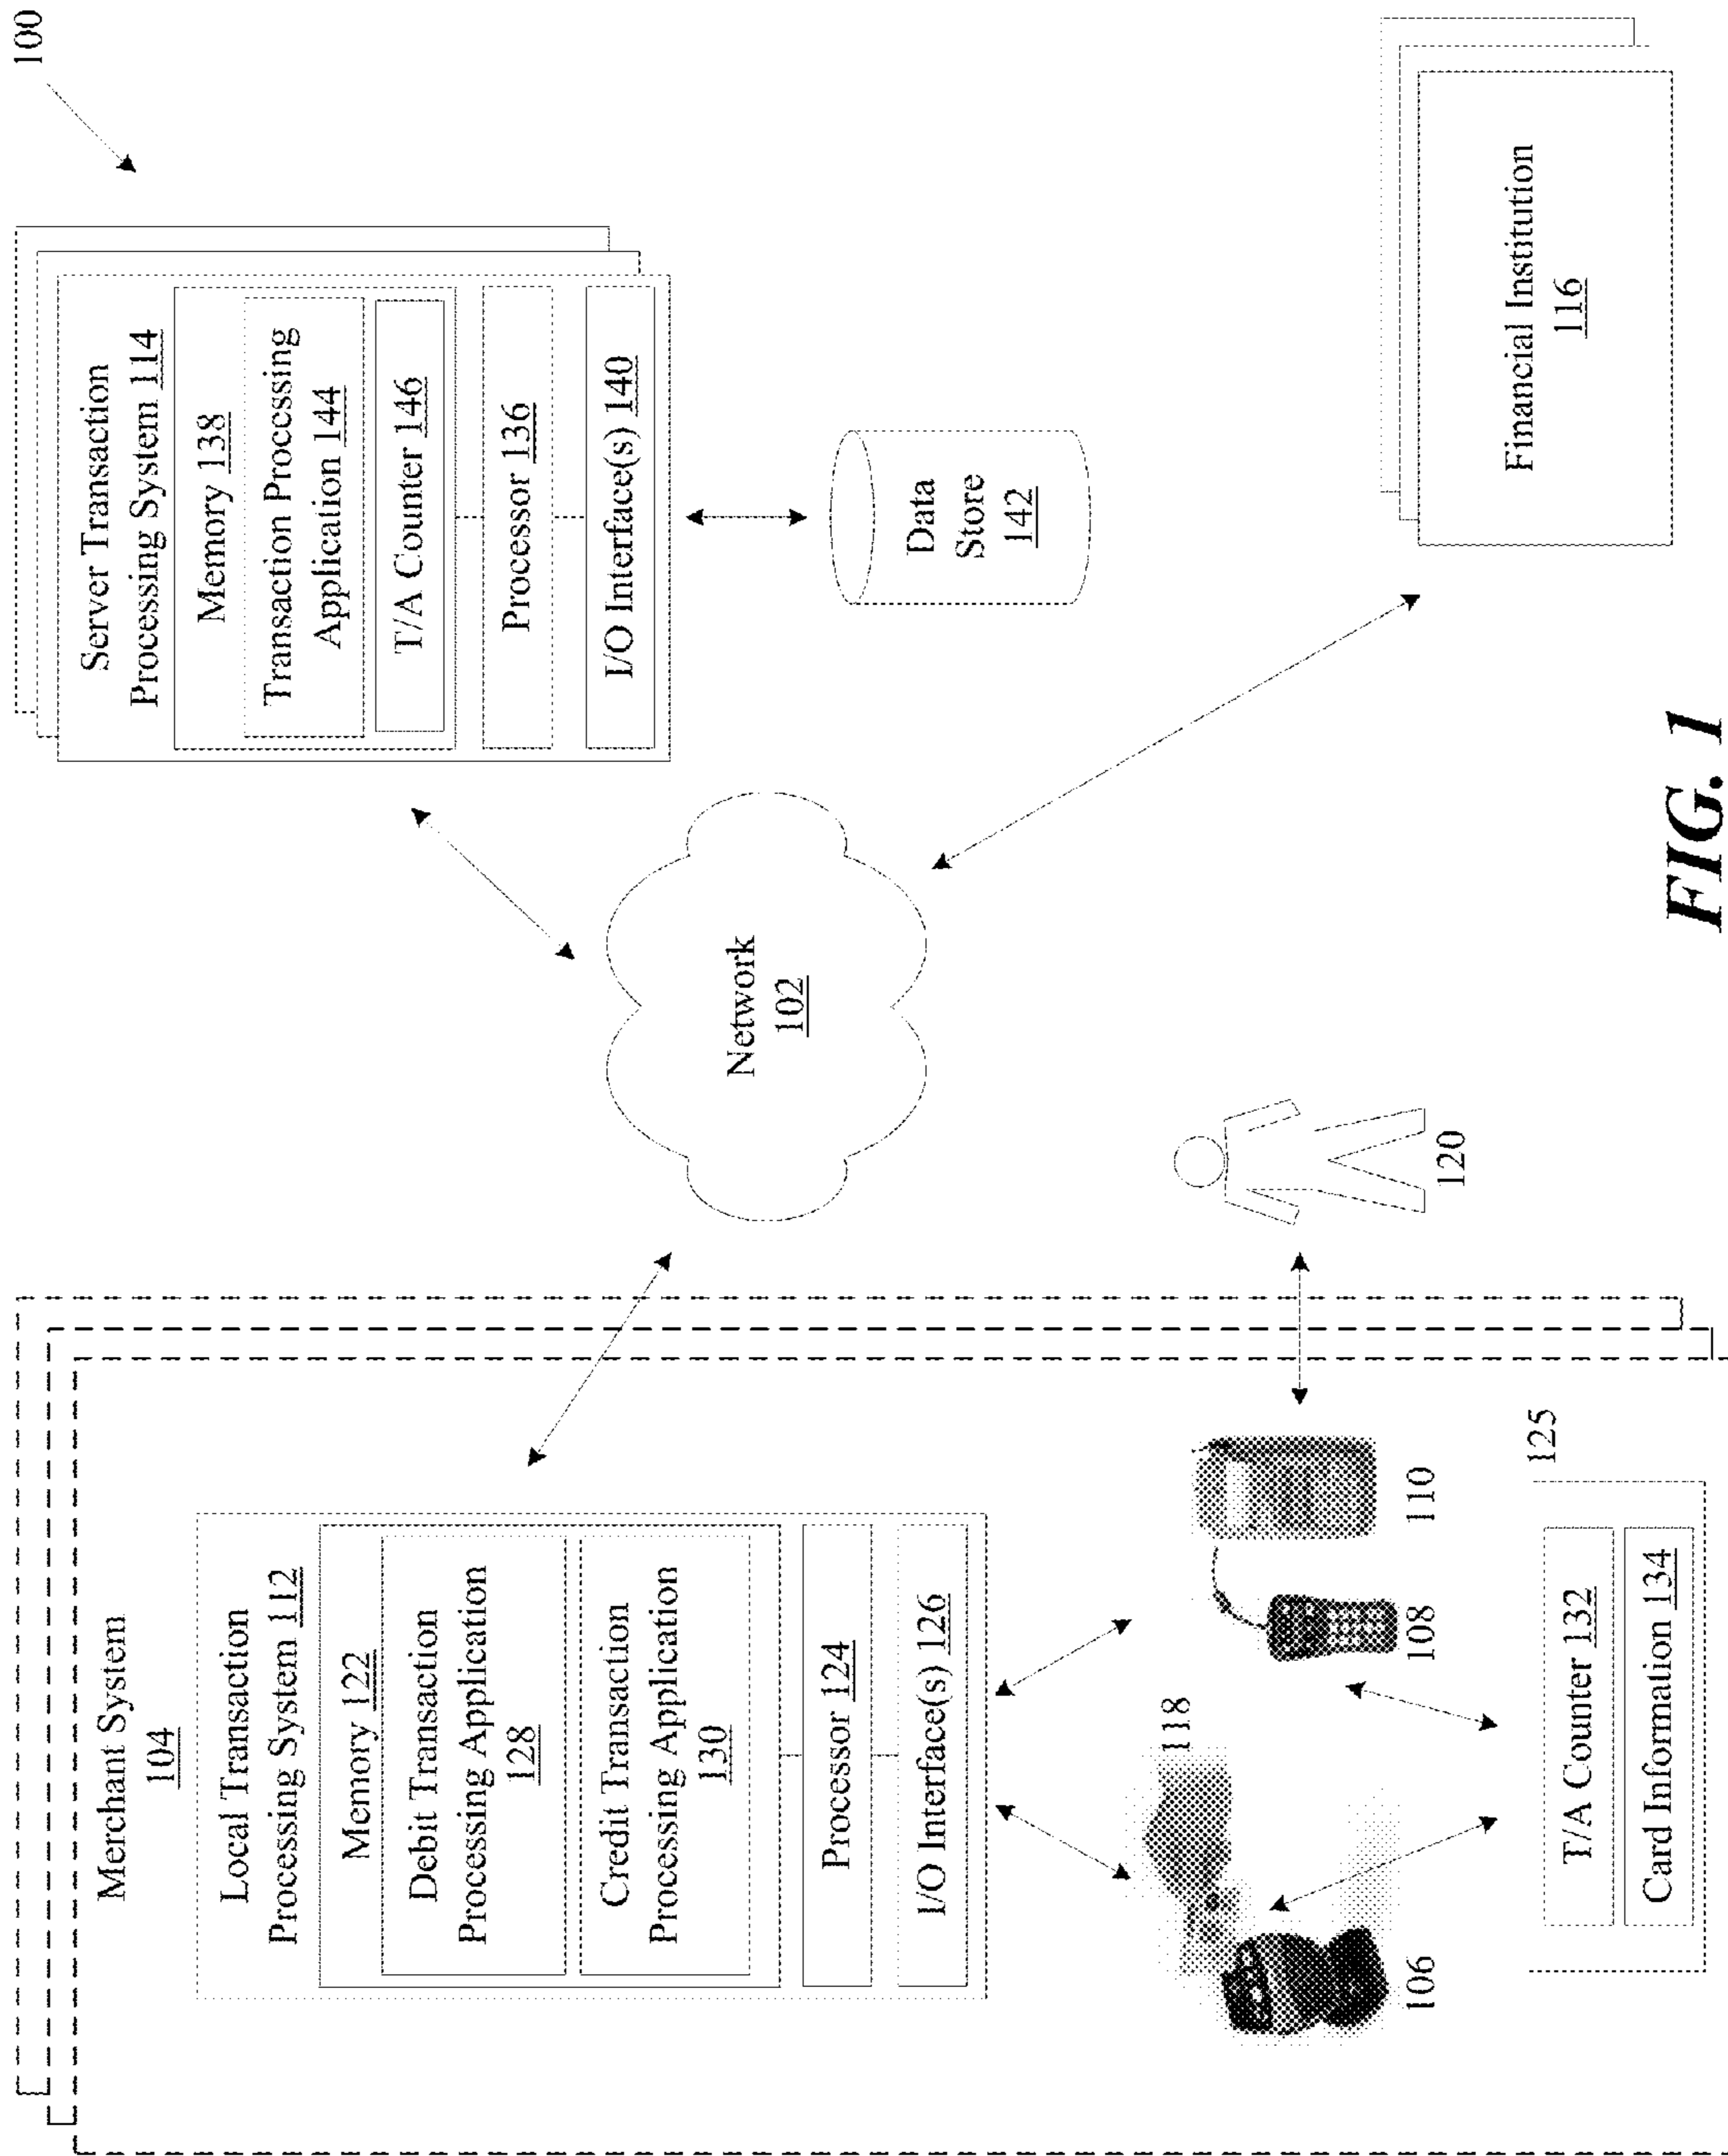 100
Merchant System
104
Local Transaction
Processing System 112
Memory 122
Debit Transaction
Processing Application
128
Credit Transaction
Processing Application
130
Processor 124
I/O Interface(s) 126
118
106
108
110
125
T/A Counter 132
Card Information 134
120
Network
102
Server Transaction
Processing System 114
Memory 138
Transaction Processing
Application 144
T/A Counter 146
Processor 136
I/O Interface(s) 140
Data
Store
142
Financial Institution
116
FIG. 1